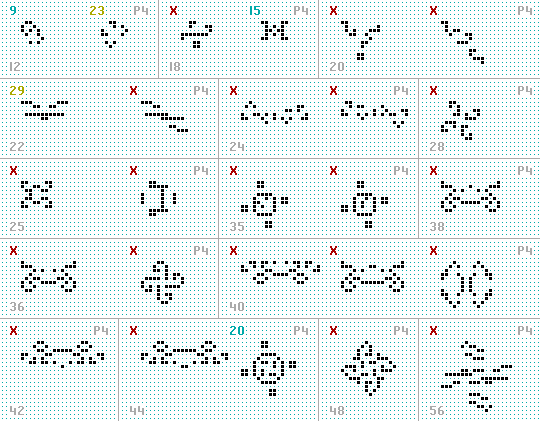 9 23 P4 X 15 P4 X X P4
12 18 20
29 X P4 X X P4 X P4
22 24 28
X X P4 X X P4 X P4
25 35 38
X X P4 X X X P4
36 40
X P4 X 20 P4 X P4 X P4
42 44 48 56